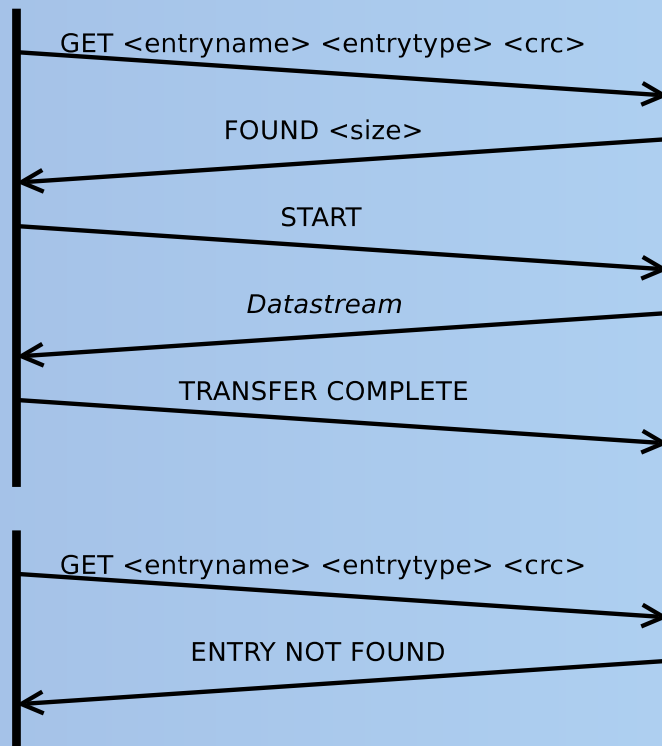 GET <entryname> <entrytype> <crc>
FOUND <size>
START
Datastream
TRANSFER COMPLETE
GET <entryname> <entrytype> <crc>
ENTRY NOT FOUND